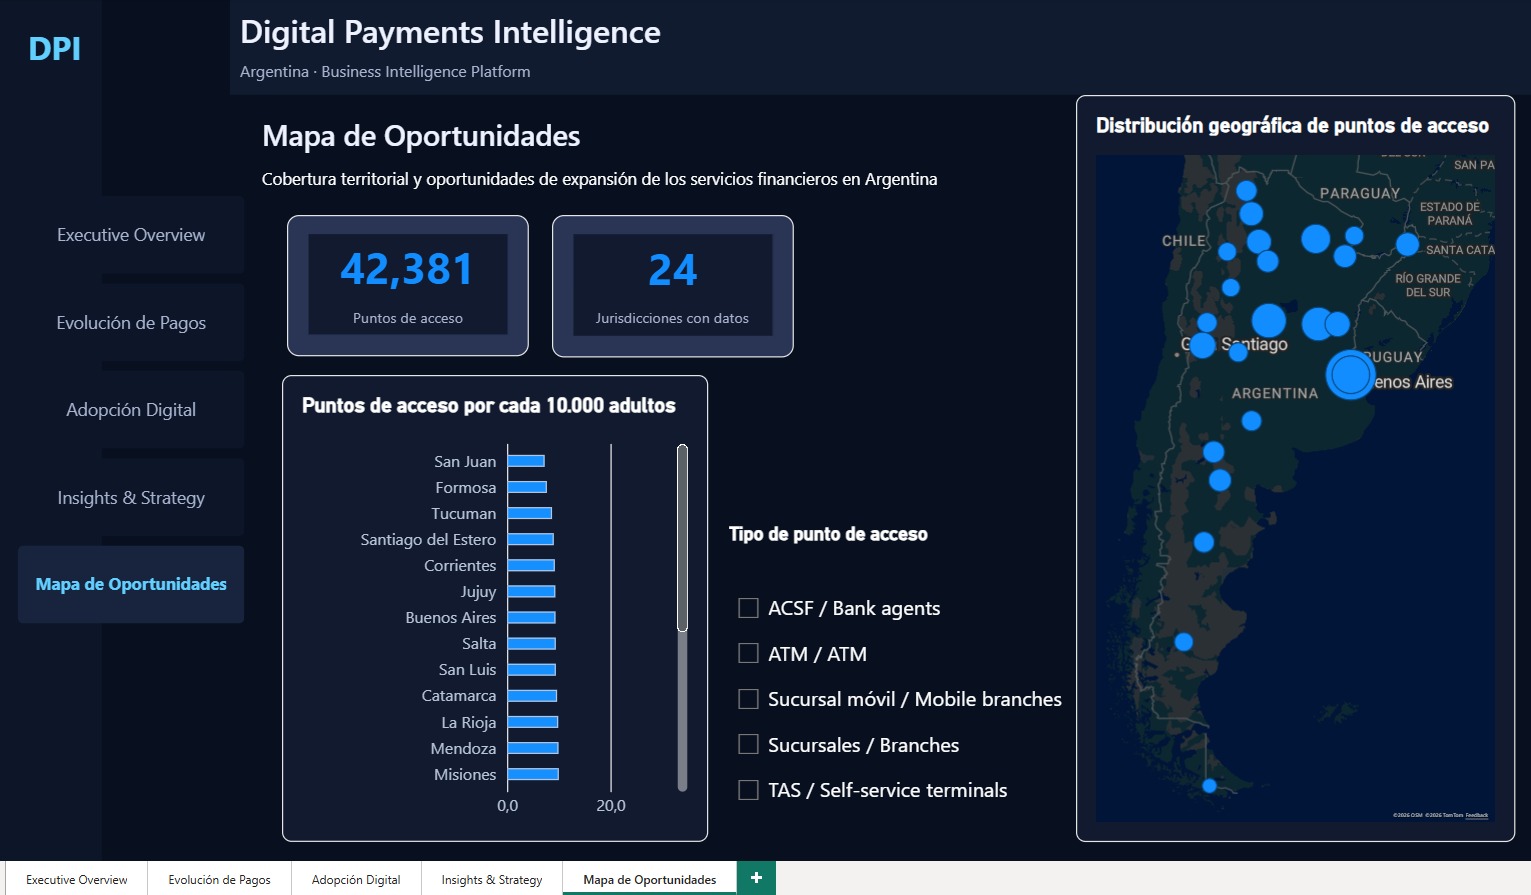 DPI
Digital Payments Intelligence
Argentina · Business Intelligence Platform
Executive Overview
Evolución de Pagos
Adopción Digital
Insights & Strategy
Mapa de Oportunidades
Mapa de Oportunidades
Cobertura territorial y oportunidades de expansión de los servicios financieros en Argentina
42,381
Puntos de acceso
24
Jurisdicciones con datos
Puntos de acceso por cada 10.000 adultos
San Juan
Formosa
Tucuman
Santiago del Estero
Corrientes
Jujuy
Buenos Aires
Salta
San Luis
Catamarca
La Rioja
Mendoza
Misiones
0,0 20,0
Tipo de punto de acceso
ACSF / Bank agents
ATM / ATM
Sucursal móvil / Mobile branches
Sucursales / Branches
TAS / Self-service terminals
Distribución geográfica de puntos de acceso
SAN PA
PARAGUAY
ESTADO DE
PARANÁ
CHILE
SANTA CATA
RÍO GRANDE
DEL SUR
Santiago
UGUAY
enos Aires
ARGENTINA
©2026 OSM ©2026 TomTom Feedback
Executive Overview
Evolución de Pagos
Adopción Digital
Insights & Strategy
Mapa de Oportunidades
+